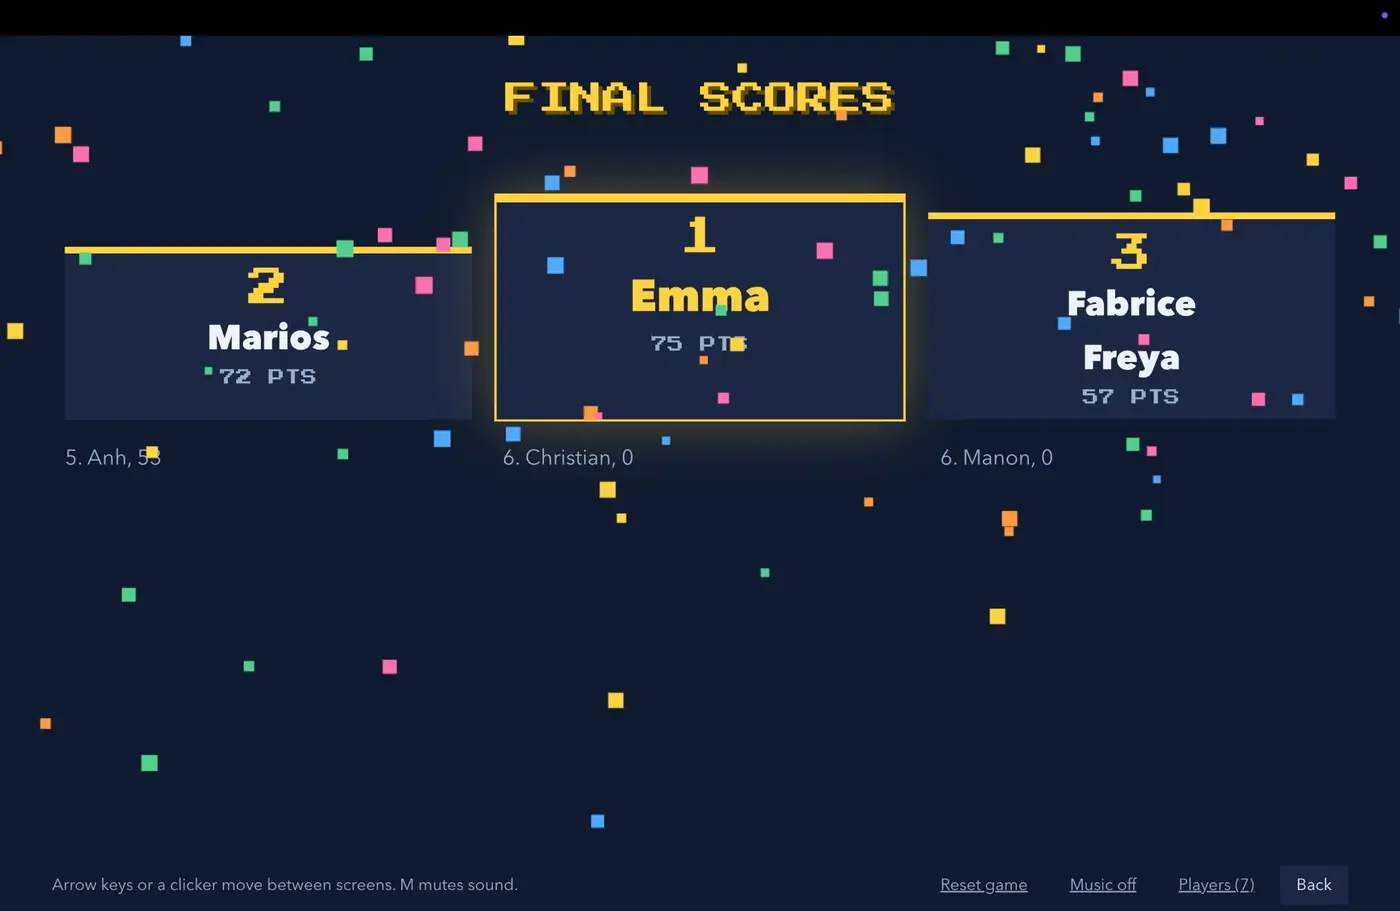 FINAL SCORES
2
Marios
72 PTS
1
Emma
75 PTS
3
Fabrice
Freya
57 PTS
5. Anh, 53
6. Christian, 0
6. Manon, 0
Arrow keys or a clicker move between screens. M mutes sound.
Reset game
Music off
Players (7)
Back